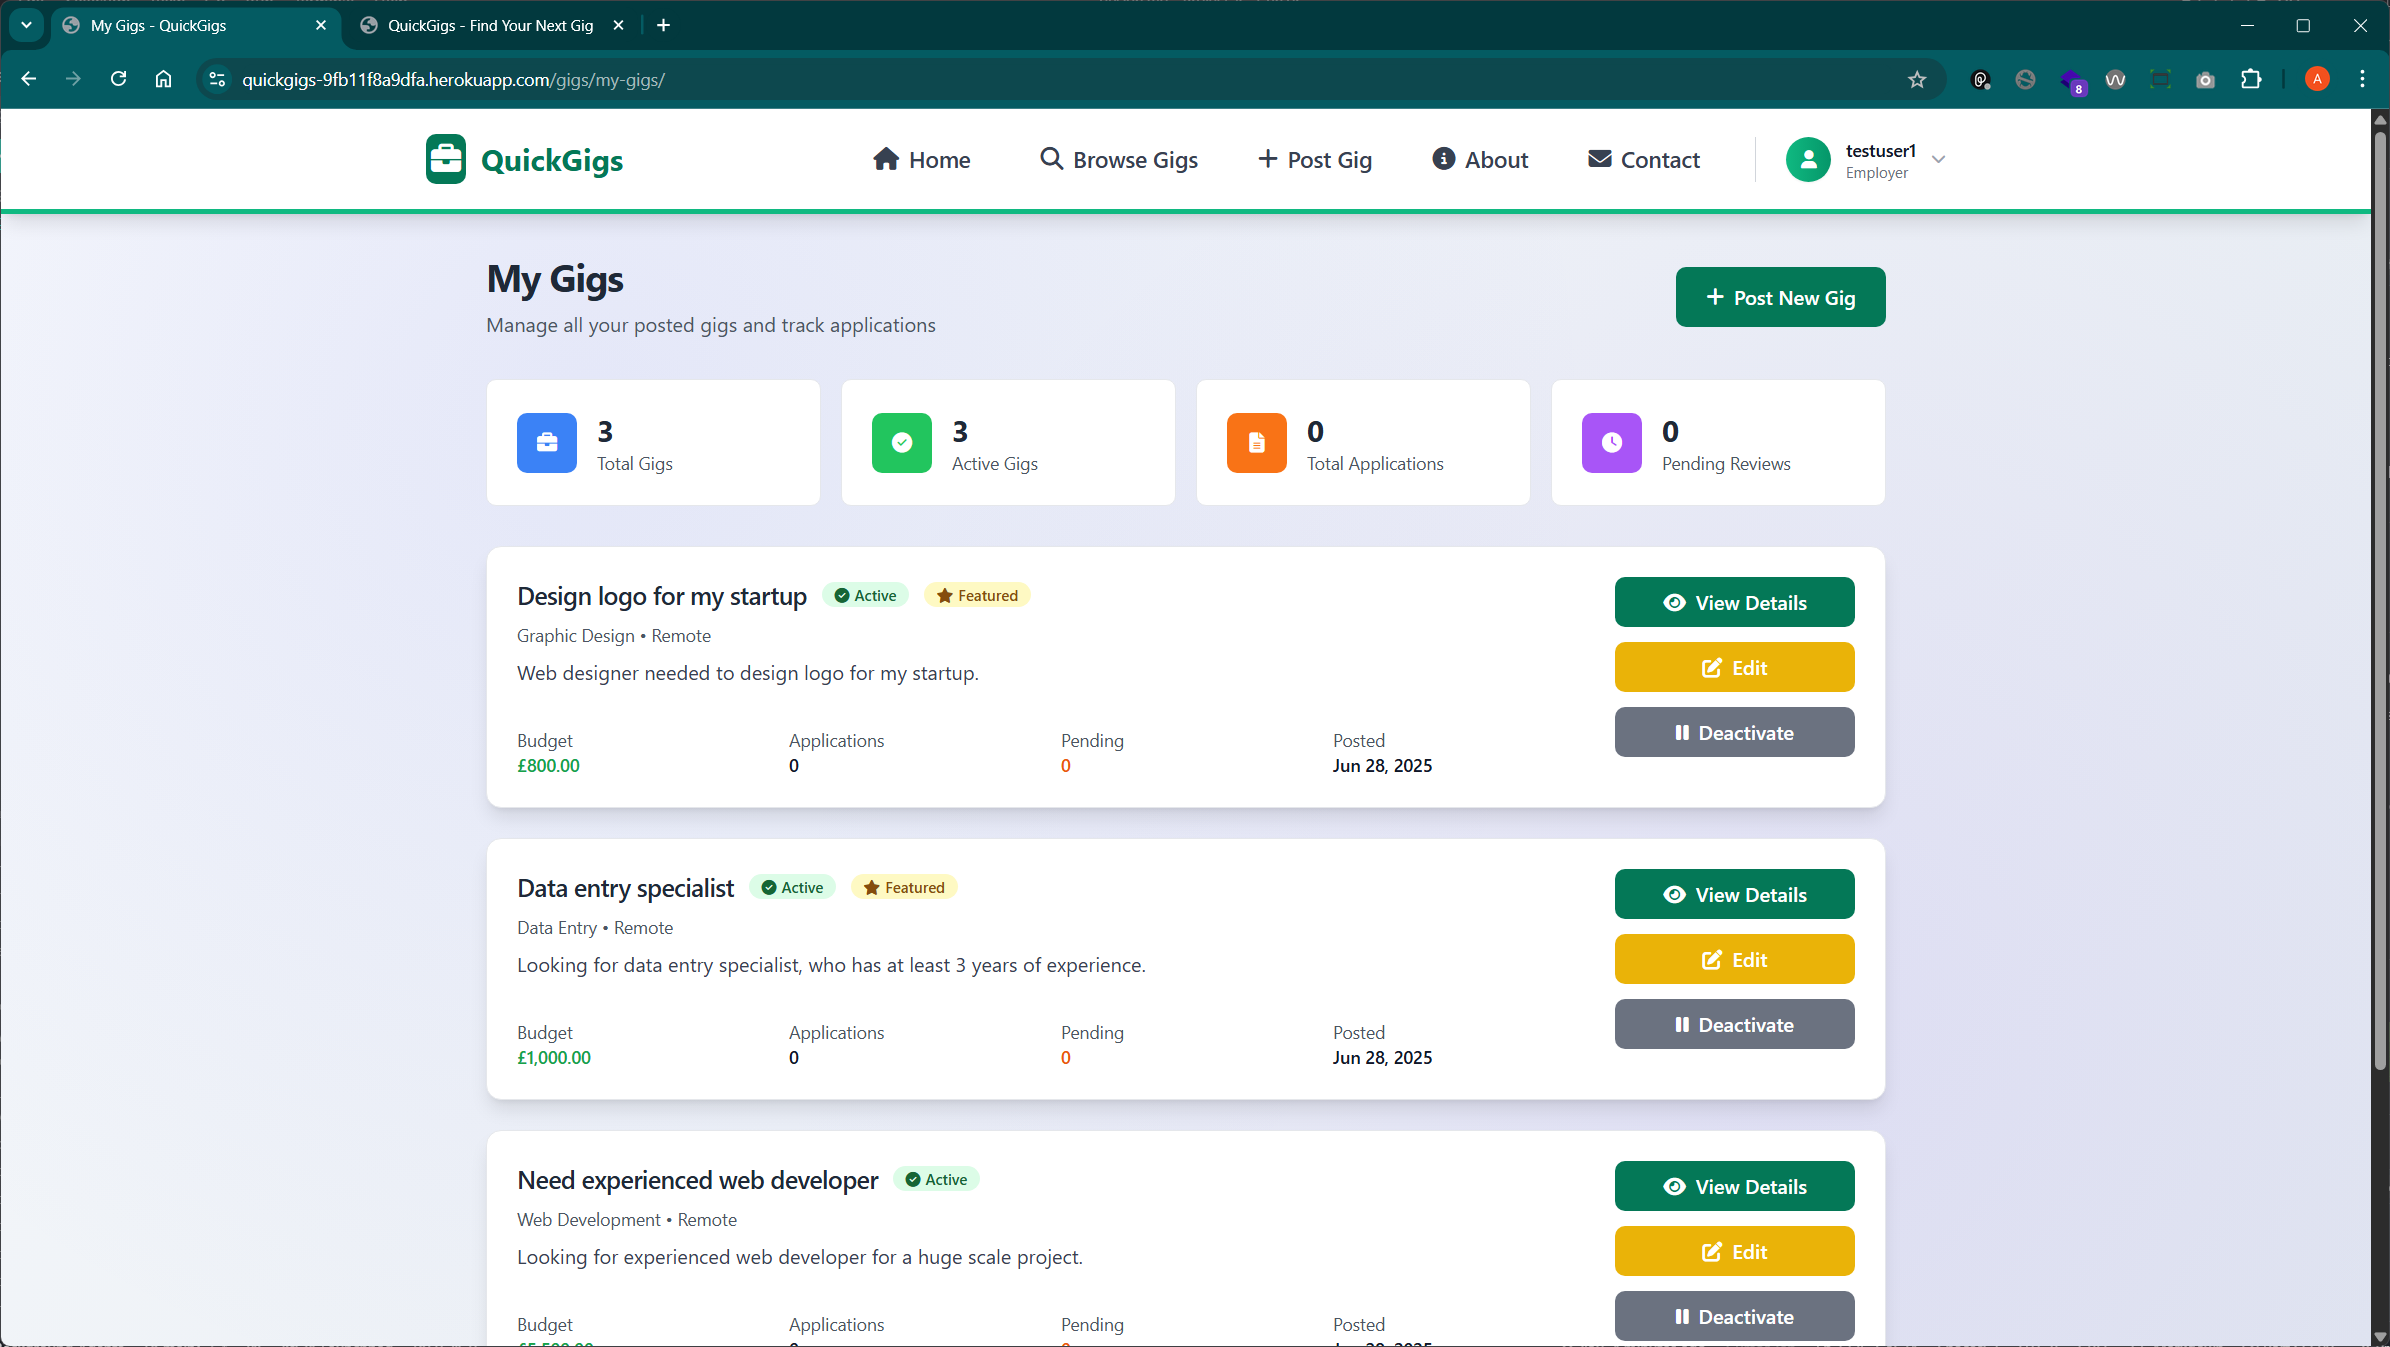 My Gigs - QuickGigs
QuickGigs - Find Your Next Gig
quickgigs-9fb11f8a9dfa.herokuapp.com/gigs/my-gigs/
8
A
QuickGigs
Home
Browse Gigs
Post Gig
About
Contact
testuser1
Employer
My Gigs
Manage all your posted gigs and track applications
Post New Gig
3
Total Gigs
3
Active Gigs
0
Total Applications
0
Pending Reviews
Design logo for my startup Active Featured
Graphic Design • Remote
Web designer needed to design logo for my startup.
Budget Applications Pending Posted
£800.00 0 0 Jun 28, 2025
View Details
Edit
Deactivate
Data entry specialist Active Featured
Data Entry • Remote
Looking for data entry specialist, who has at least 3 years of experience.
Budget Applications Pending Posted
£1,000.00 0 0 Jun 28, 2025
View Details
Edit
Deactivate
Need experienced web developer Active
Web Development • Remote
Looking for experienced web developer for a huge scale project.
Budget Applications Pending Posted
View Details
Edit
Deactivate